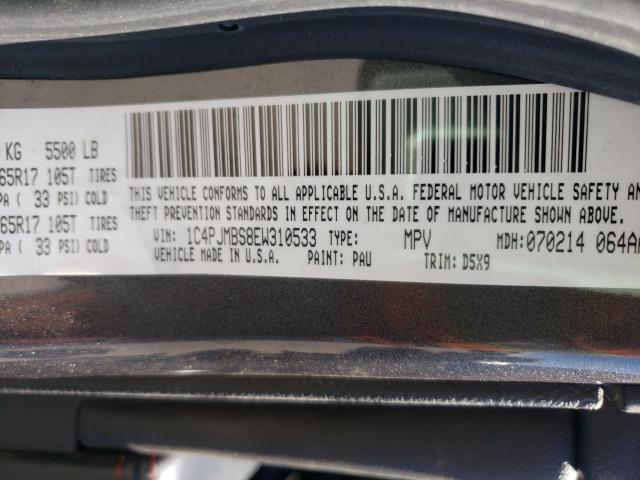 KG 5500 LB
65R17 105T TIRES
PA ( 33 PSI) COLD
65R17 105T TIRES
PA ( 33 PSI) COLD
THIS VEHICLE CONFORMS TO ALL APPLICABLE U.S.A. FEDERAL MOTOR VEHICLE SAFETY AN
THEFT PREVENTION STANDARDS IN EFFECT ON THE DATE OF MANUFACTURE SHOWN ABOVE.
VIN: 1C4PJMBS8EW310533 TYPE: MPV MDH:070214 064A
VEHICLE MADE IN U.S.A. PAINT: PAU TRIM: D5X9